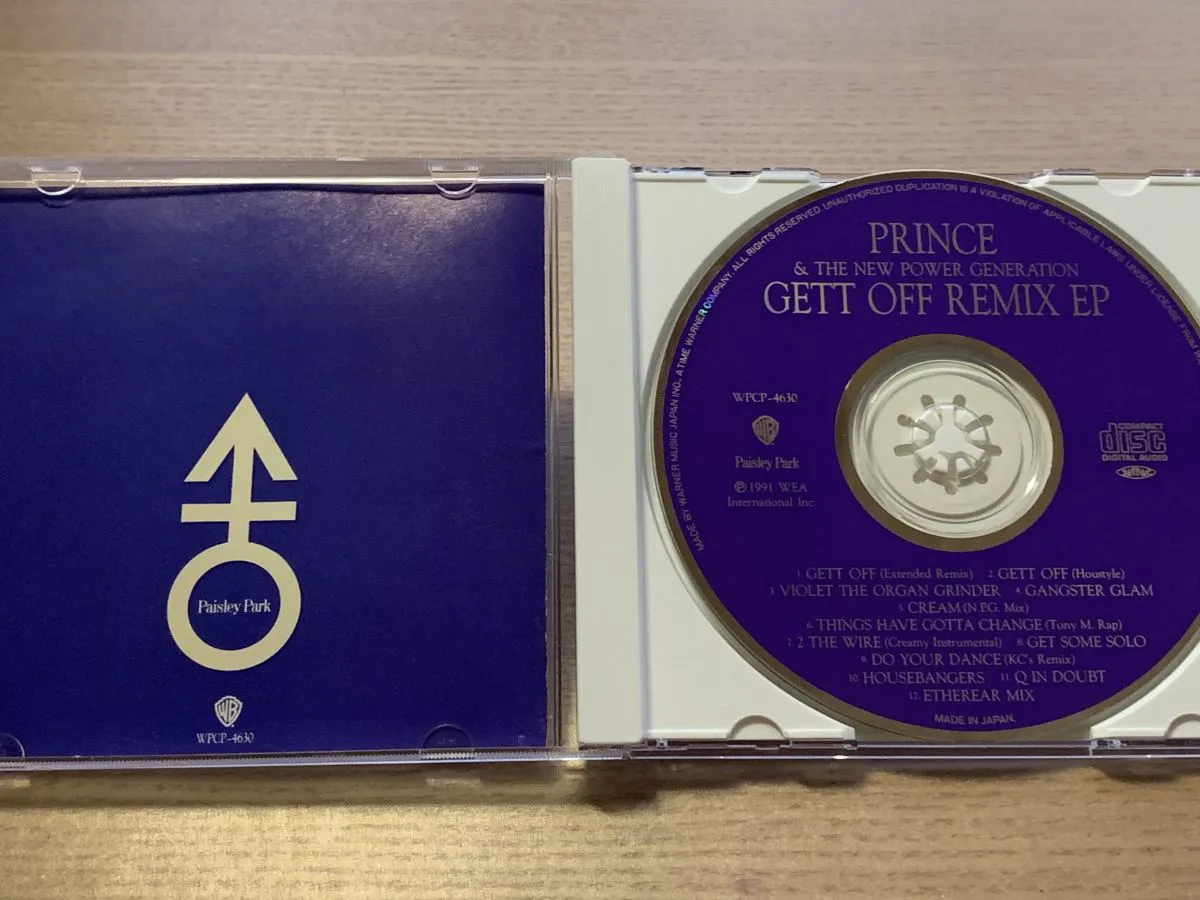 Paisley Park
WB
WPCP-4630
MADE BY WARNER MUSIC JAPAN INC., A TIME WARNER COMPANY. ALL RIGHTS RESERVED. UNAUTHORIZED DUPLICATION IS A VIOLATION OF APPLICABLE LAWS. UNDER LICENSE FROM
PRINCE
& THE NEW POWER GENERATION
GETT OFF REMIX EP
WPCP-4630
WB
Paisley Park
℗ 1991 WEA
International Inc.
COMPACT
disc
DIGITAL AUDIO
1. GETT OFF (Extended Remix) 2. GETT OFF (Houstyle)
3. VIOLET THE ORGAN GRINDER 4. GANGSTER GLAM
5. CREAM (N.P.G. Mix)
6. THINGS HAVE GOTTA CHANGE (Tony M. Rap)
7. 2 THE WIRE (Creamy Instrumental) 8. GET SOME SOLO
9. DO YOUR DANCE (KC's Remix)
10. HOUSEBANGERS 11. Q IN DOUBT
12. ETHEREAR MIX
MADE IN JAPAN.